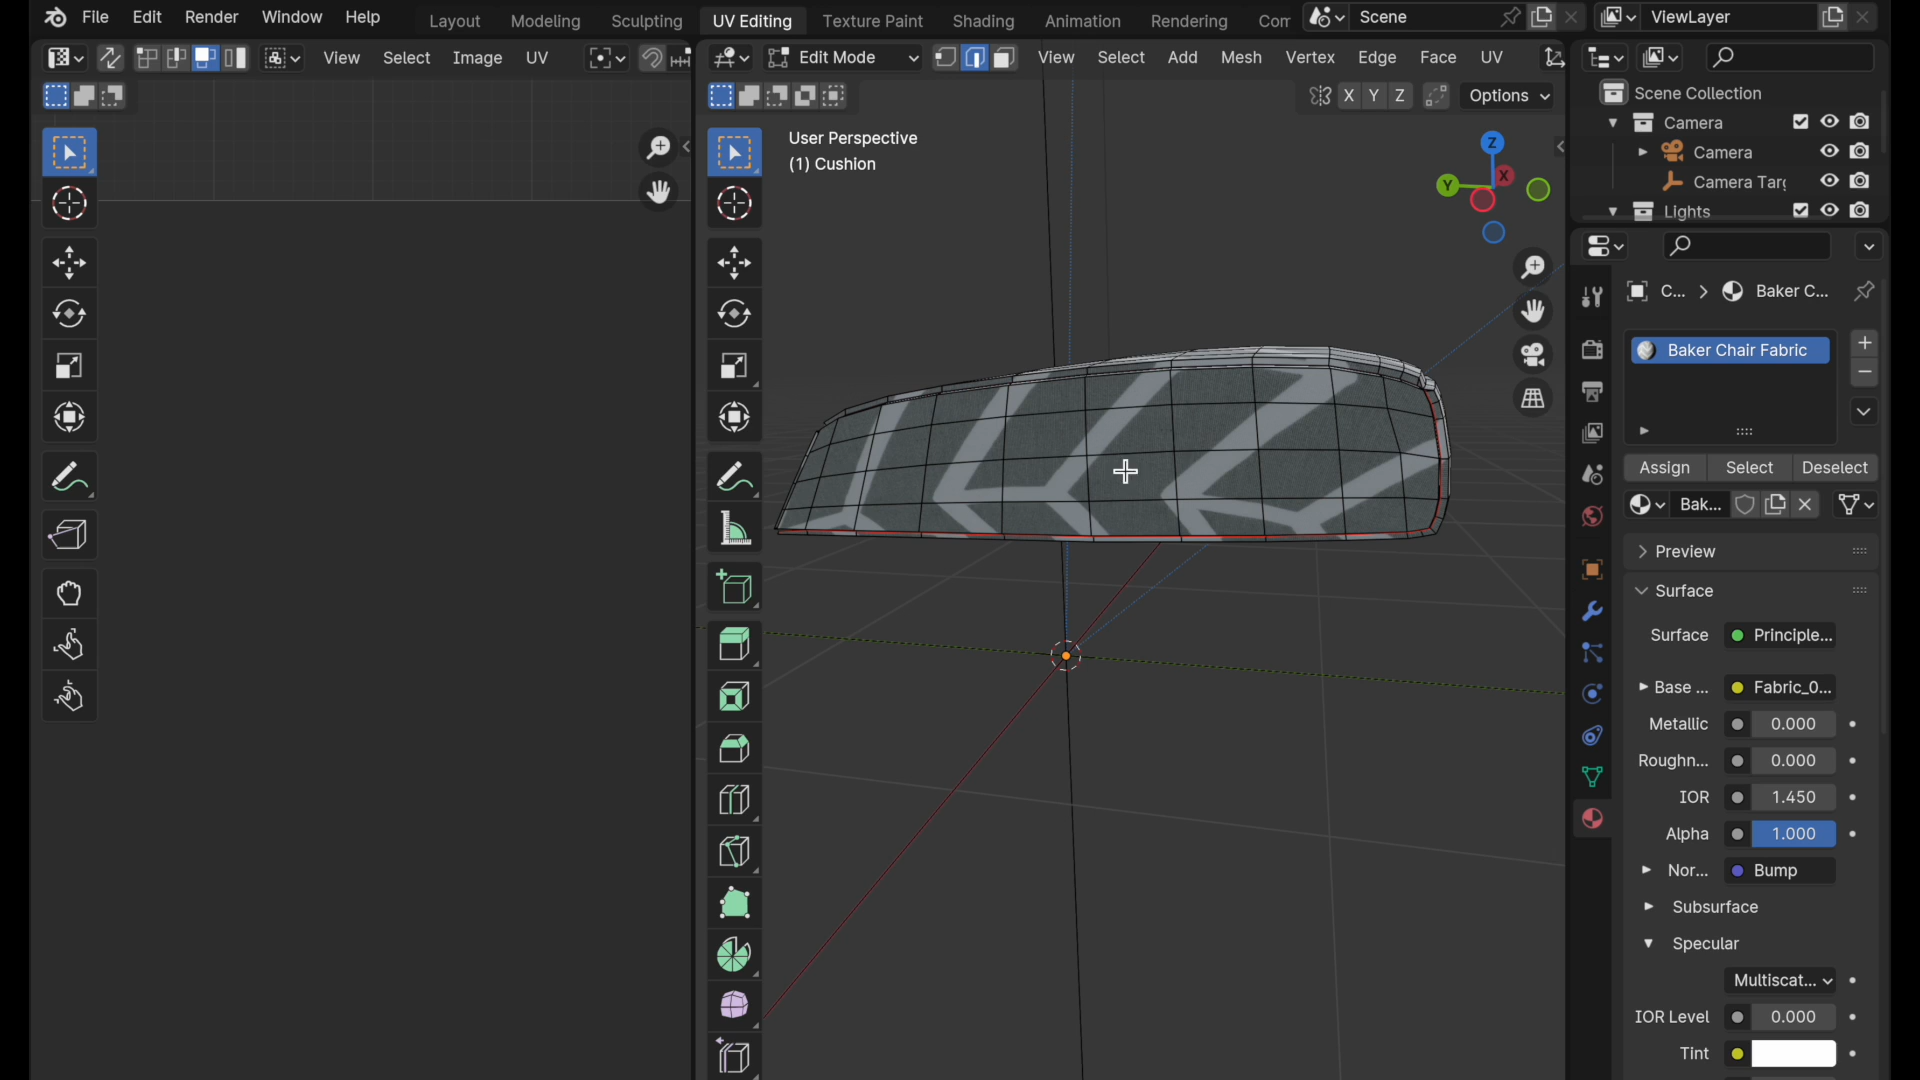 File Edit Render Window Help Layout Modeling Sculpting UV Editing Texture Paint Shading Animation Rendering Scene ViewLayer
View Select Image UV Edit Mode View Select Add Mesh Vertex Edge Face UV
X Y Z Options
User Perspective
(1) Cushion
Z
X
Y
Scene Collection
Camera
Camera
Camera Tar
Lights
C... Baker C...
Baker Chair Fabric
Assign Select Deselect
Bak...
Preview
Surface
Surface Principle...
Base ... Fabric_0...
Metallic 0.000
Roughn... 0.000
IOR 1.450
Alpha 1.000
Nor... Bump
Subsurface
Specular
Multiscat...
IOR Level 0.000
Tint